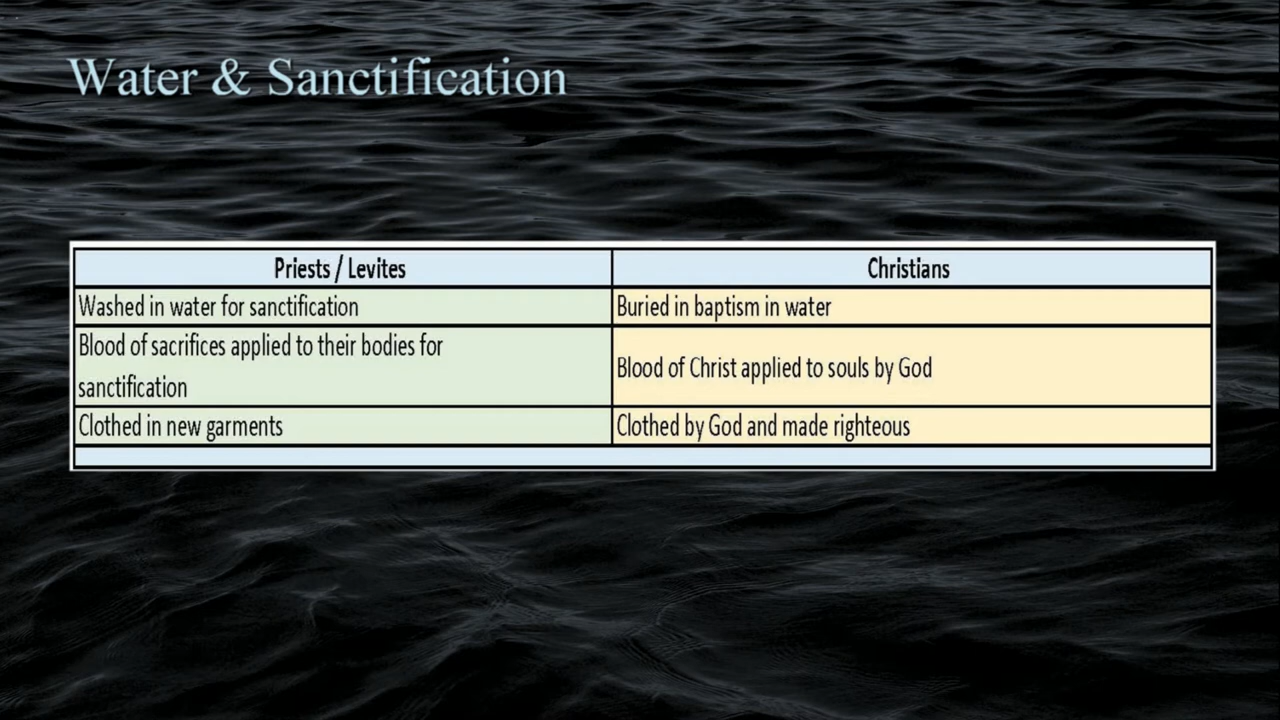 Water & Sanctification
Priests / Levites
Christians
Washed in water for sanctification
Buried in baptism in water
Blood of sacrifices applied to their bodies for
sanctification
Blood of Christ applied to souls by God
Clothed in new garments
Clothed by God and made righteous